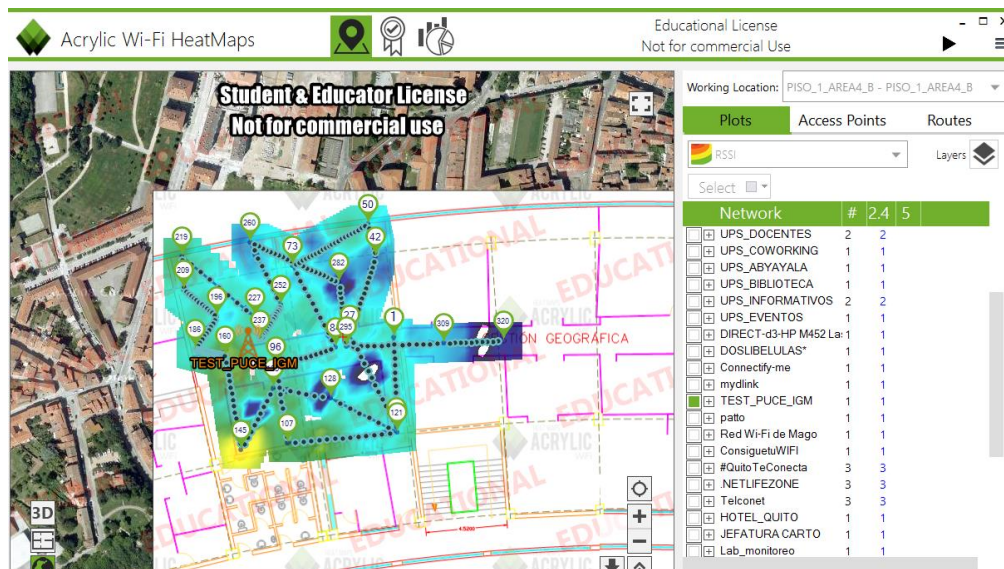 Acrylic Wi-Fi HeatMaps
Educational License
Not for commercial Use
Student & Educator License
Not for commercial use
Working Location: PISO_1_AREA4_B - PISO_1_AREA4_B
Plots Access Points Routes
RSSI Layers
Select
Network # 2.4 5
UPS_DOCENTES 2 2
UPS_COWORKING 1 1
UPS_ABYAYALA 1 1
UPS_BIBLIOTECA 1 1
UPS_INFORMATIVOS 2 2
UPS_EVENTOS 1 1
DIRECT-d3-HP M452 Las 1 1
DOSLIBELULAS* 1 1
Connectify-me 1 1
mydlink 1 1
TEST_PUCE_IGM 1 1
patto 1 1
Red Wi-Fi de Mago 1 1
ConsiguetuWIFI 1 1
#QuitoTeConecta 3 3
.NETLIFEZONE 3 3
Telconet 3 3
HOTEL_QUITO 1 1
JEFATURA CARTO 1 1
Lab_monitoreo 1 1
50
260
219
42
73
282
209
252
196
227
27
1
320
309
186
237
160
295
96
GEOGRÁFICA
TEST_PUCE_IGM
128
121
107
145
3D
EDUCATIONAL
ACRYLIC
WIFI